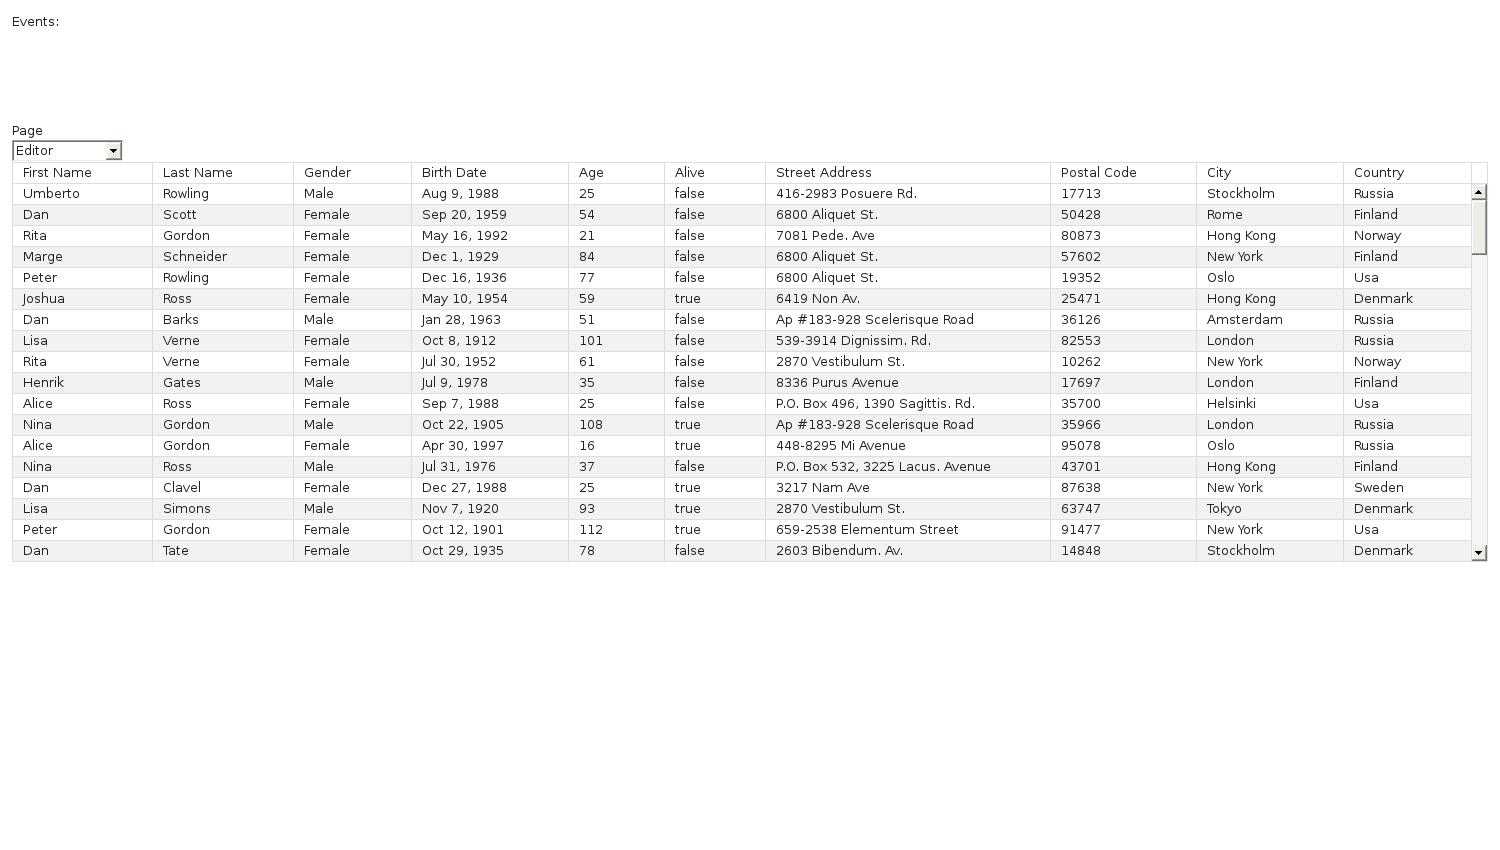 Events:
Page
Editor
First Name Last Name Gender Birth Date Age Alive Street Address Postal Code City Country
Umberto Rowling Male Aug 9, 1988 25 false 416-2983 Posuere Rd. 17713 Stockholm Russia
Dan Scott Female Sep 20, 1959 54 false 6800 Aliquet St. 50428 Rome Finland
Rita Gordon Female May 16, 1992 21 false 7081 Pede. Ave 80873 Hong Kong Norway
Marge Schneider Female Dec 1, 1929 84 false 6800 Aliquet St. 57602 New York Finland
Peter Rowling Female Dec 16, 1936 77 false 6800 Aliquet St. 19352 Oslo Usa
Joshua Ross Female May 10, 1954 59 true 6419 Non Av. 25471 Hong Kong Denmark
Dan Barks Male Jan 28, 1963 51 false Ap #183-928 Scelerisque Road 36126 Amsterdam Russia
Lisa Verne Female Oct 8, 1912 101 false 539-3914 Dignissim. Rd. 82553 London Russia
Rita Verne Female Jul 30, 1952 61 false 2870 Vestibulum St. 10262 New York Norway
Henrik Gates Male Jul 9, 1978 35 false 8336 Purus Avenue 17697 London Finland
Alice Ross Female Sep 7, 1988 25 false P.O. Box 496, 1390 Sagittis. Rd. 35700 Helsinki Usa
Nina Gordon Male Oct 22, 1905 108 true Ap #183-928 Scelerisque Road 35966 London Russia
Alice Gordon Female Apr 30, 1997 16 true 448-8295 Mi Avenue 95078 Oslo Russia
Nina Ross Male Jul 31, 1976 37 false P.O. Box 532, 3225 Lacus. Avenue 43701 Hong Kong Finland
Dan Clavel Female Dec 27, 1988 25 true 3217 Nam Ave 87638 New York Sweden
Lisa Simons Male Nov 7, 1920 93 true 2870 Vestibulum St. 63747 Tokyo Denmark
Peter Gordon Female Oct 12, 1901 112 true 659-2538 Elementum Street 91477 New York Usa
Dan Tate Female Oct 29, 1935 78 false 2603 Bibendum. Av. 14848 Stockholm Denmark